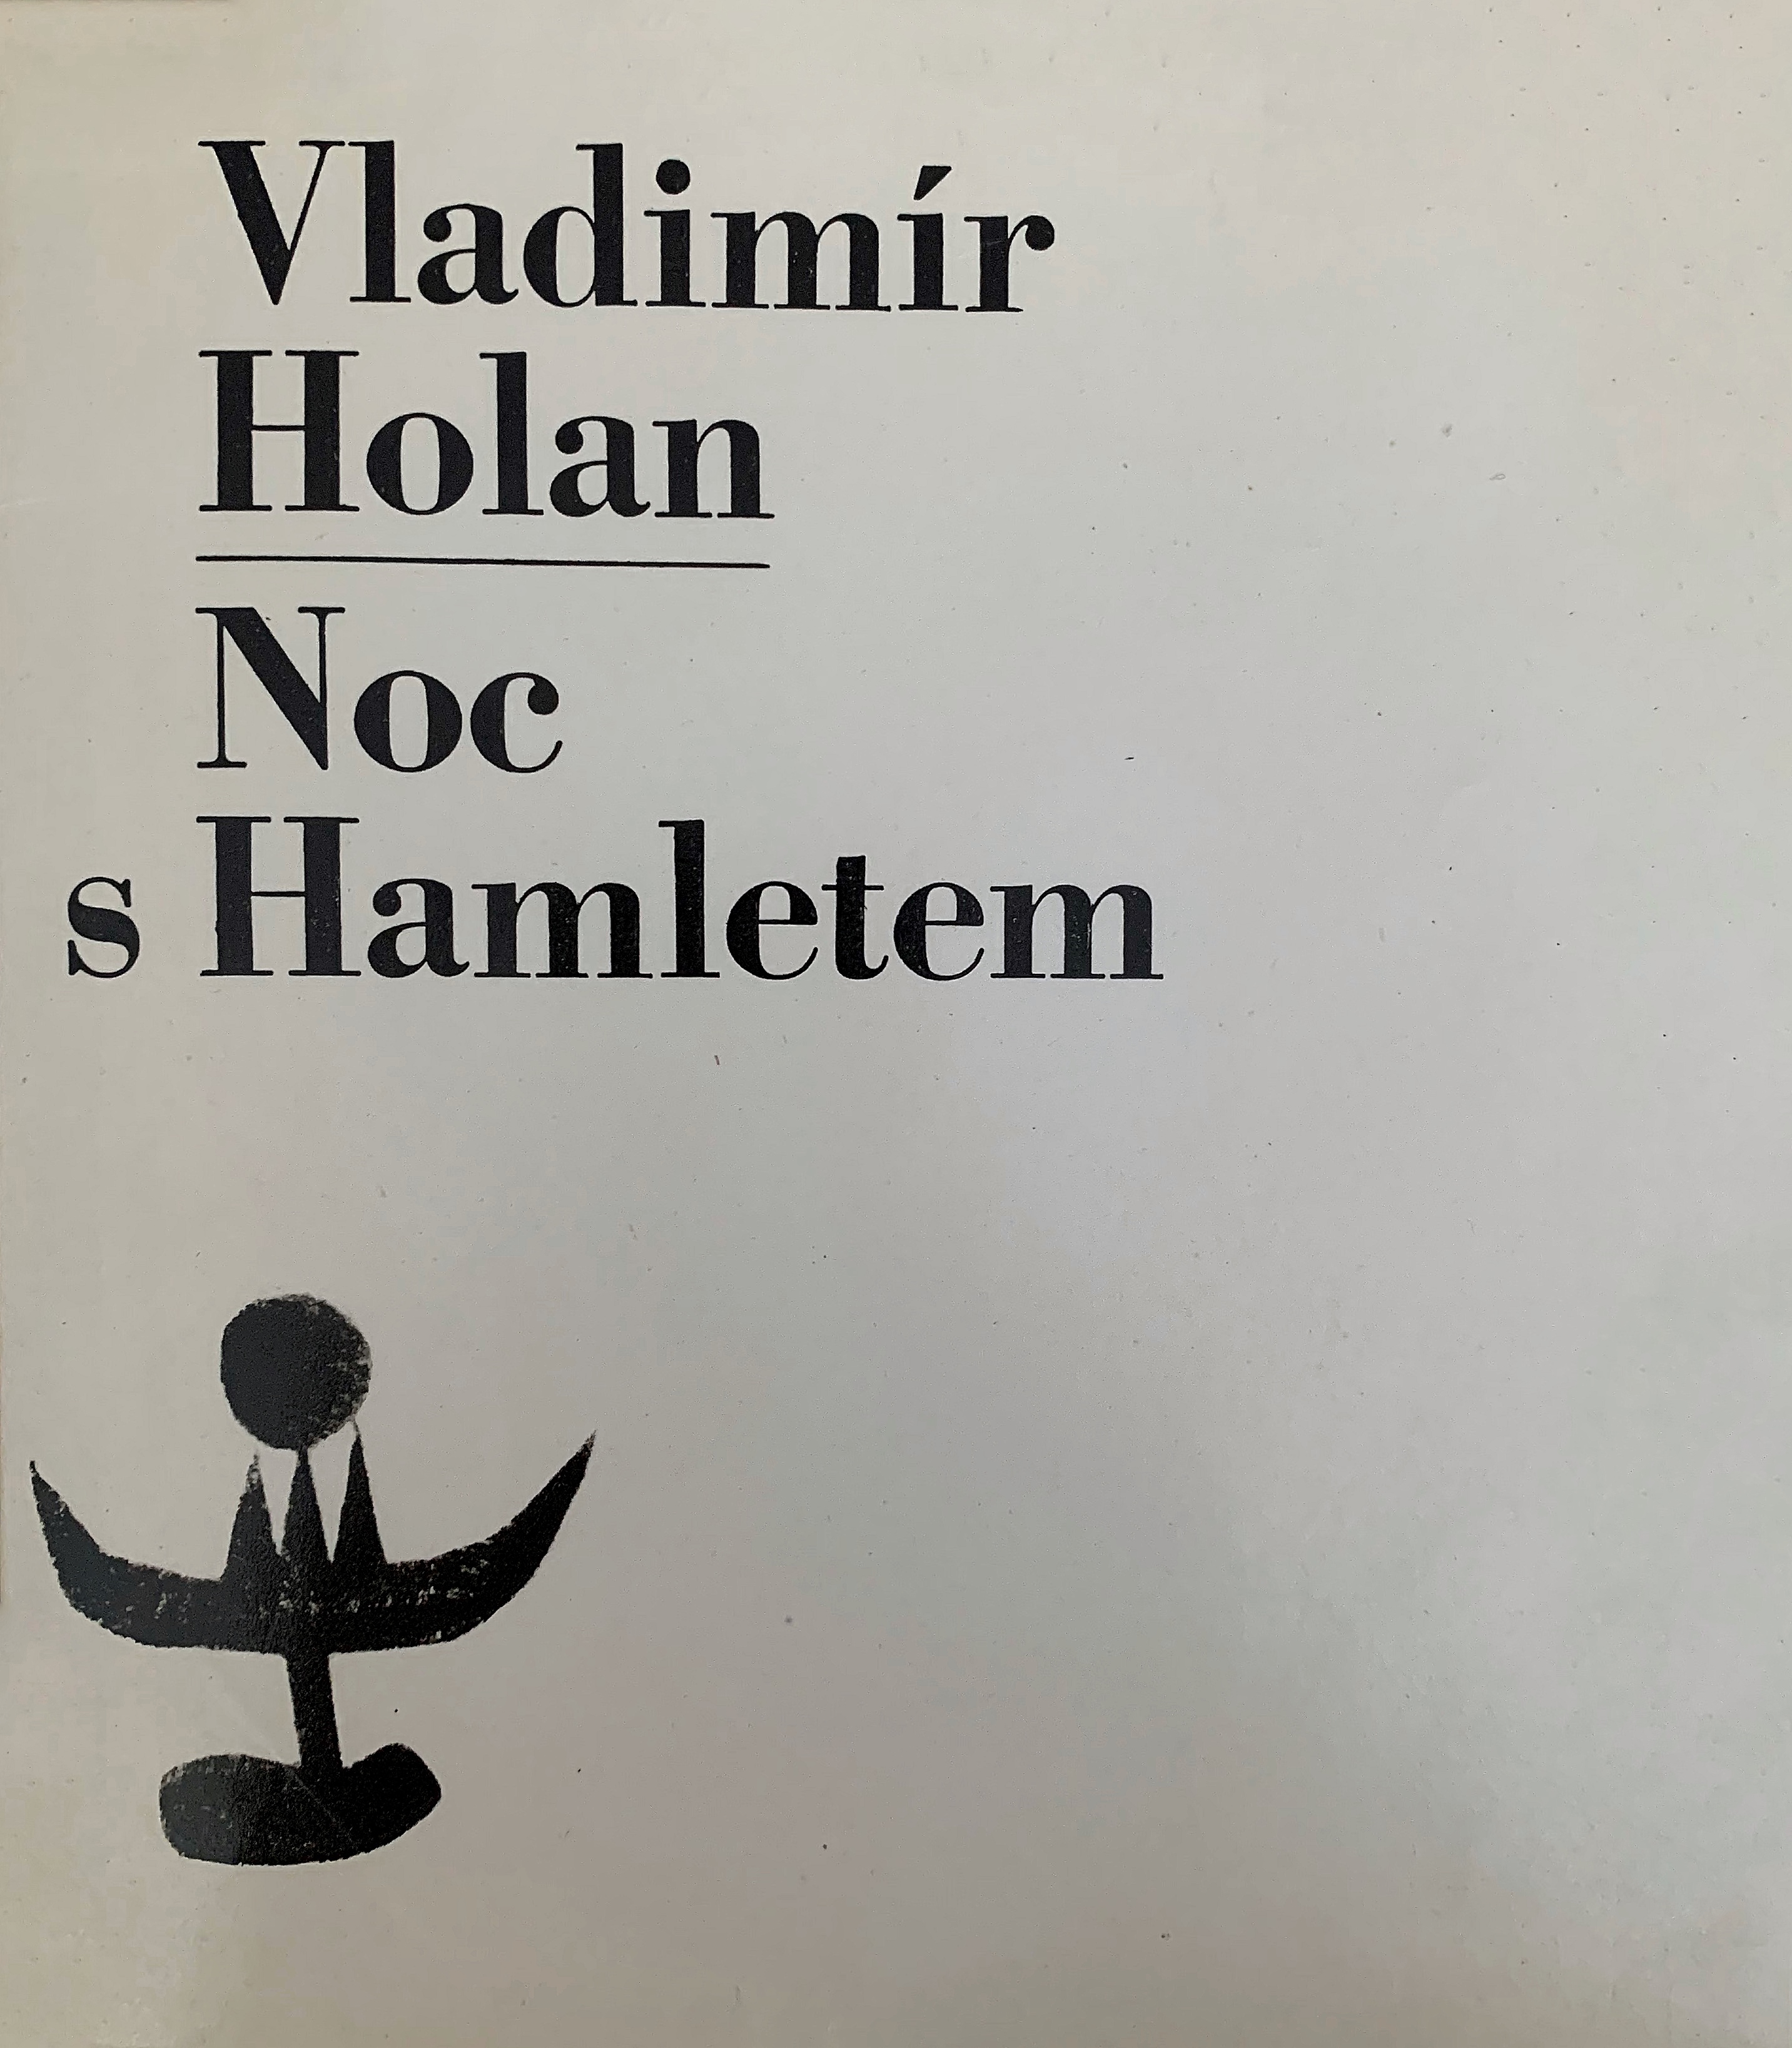 Vladimír
Holan
Noc
s Hamletem